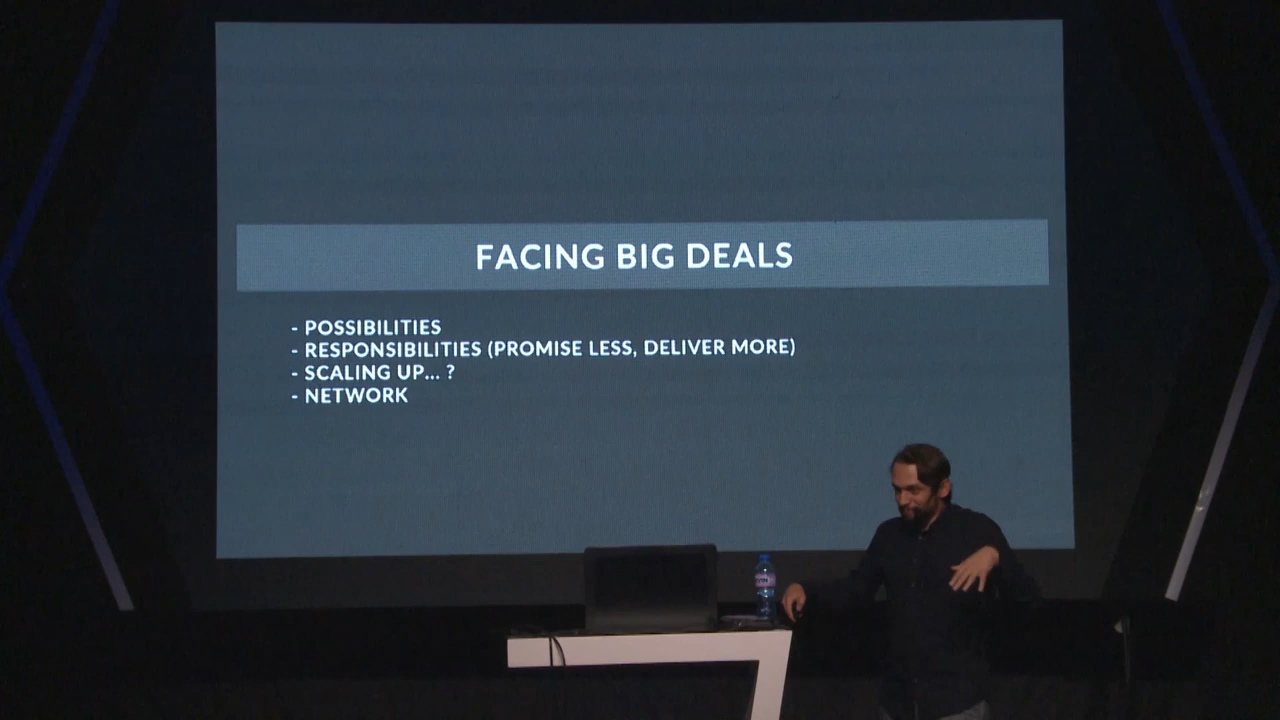 FACING BIG DEALS
- POSSIBILITIES
- RESPONSIBILITIES (PROMISE LESS, DELIVER MORE)
- SCALING UP... ?
- NETWORK